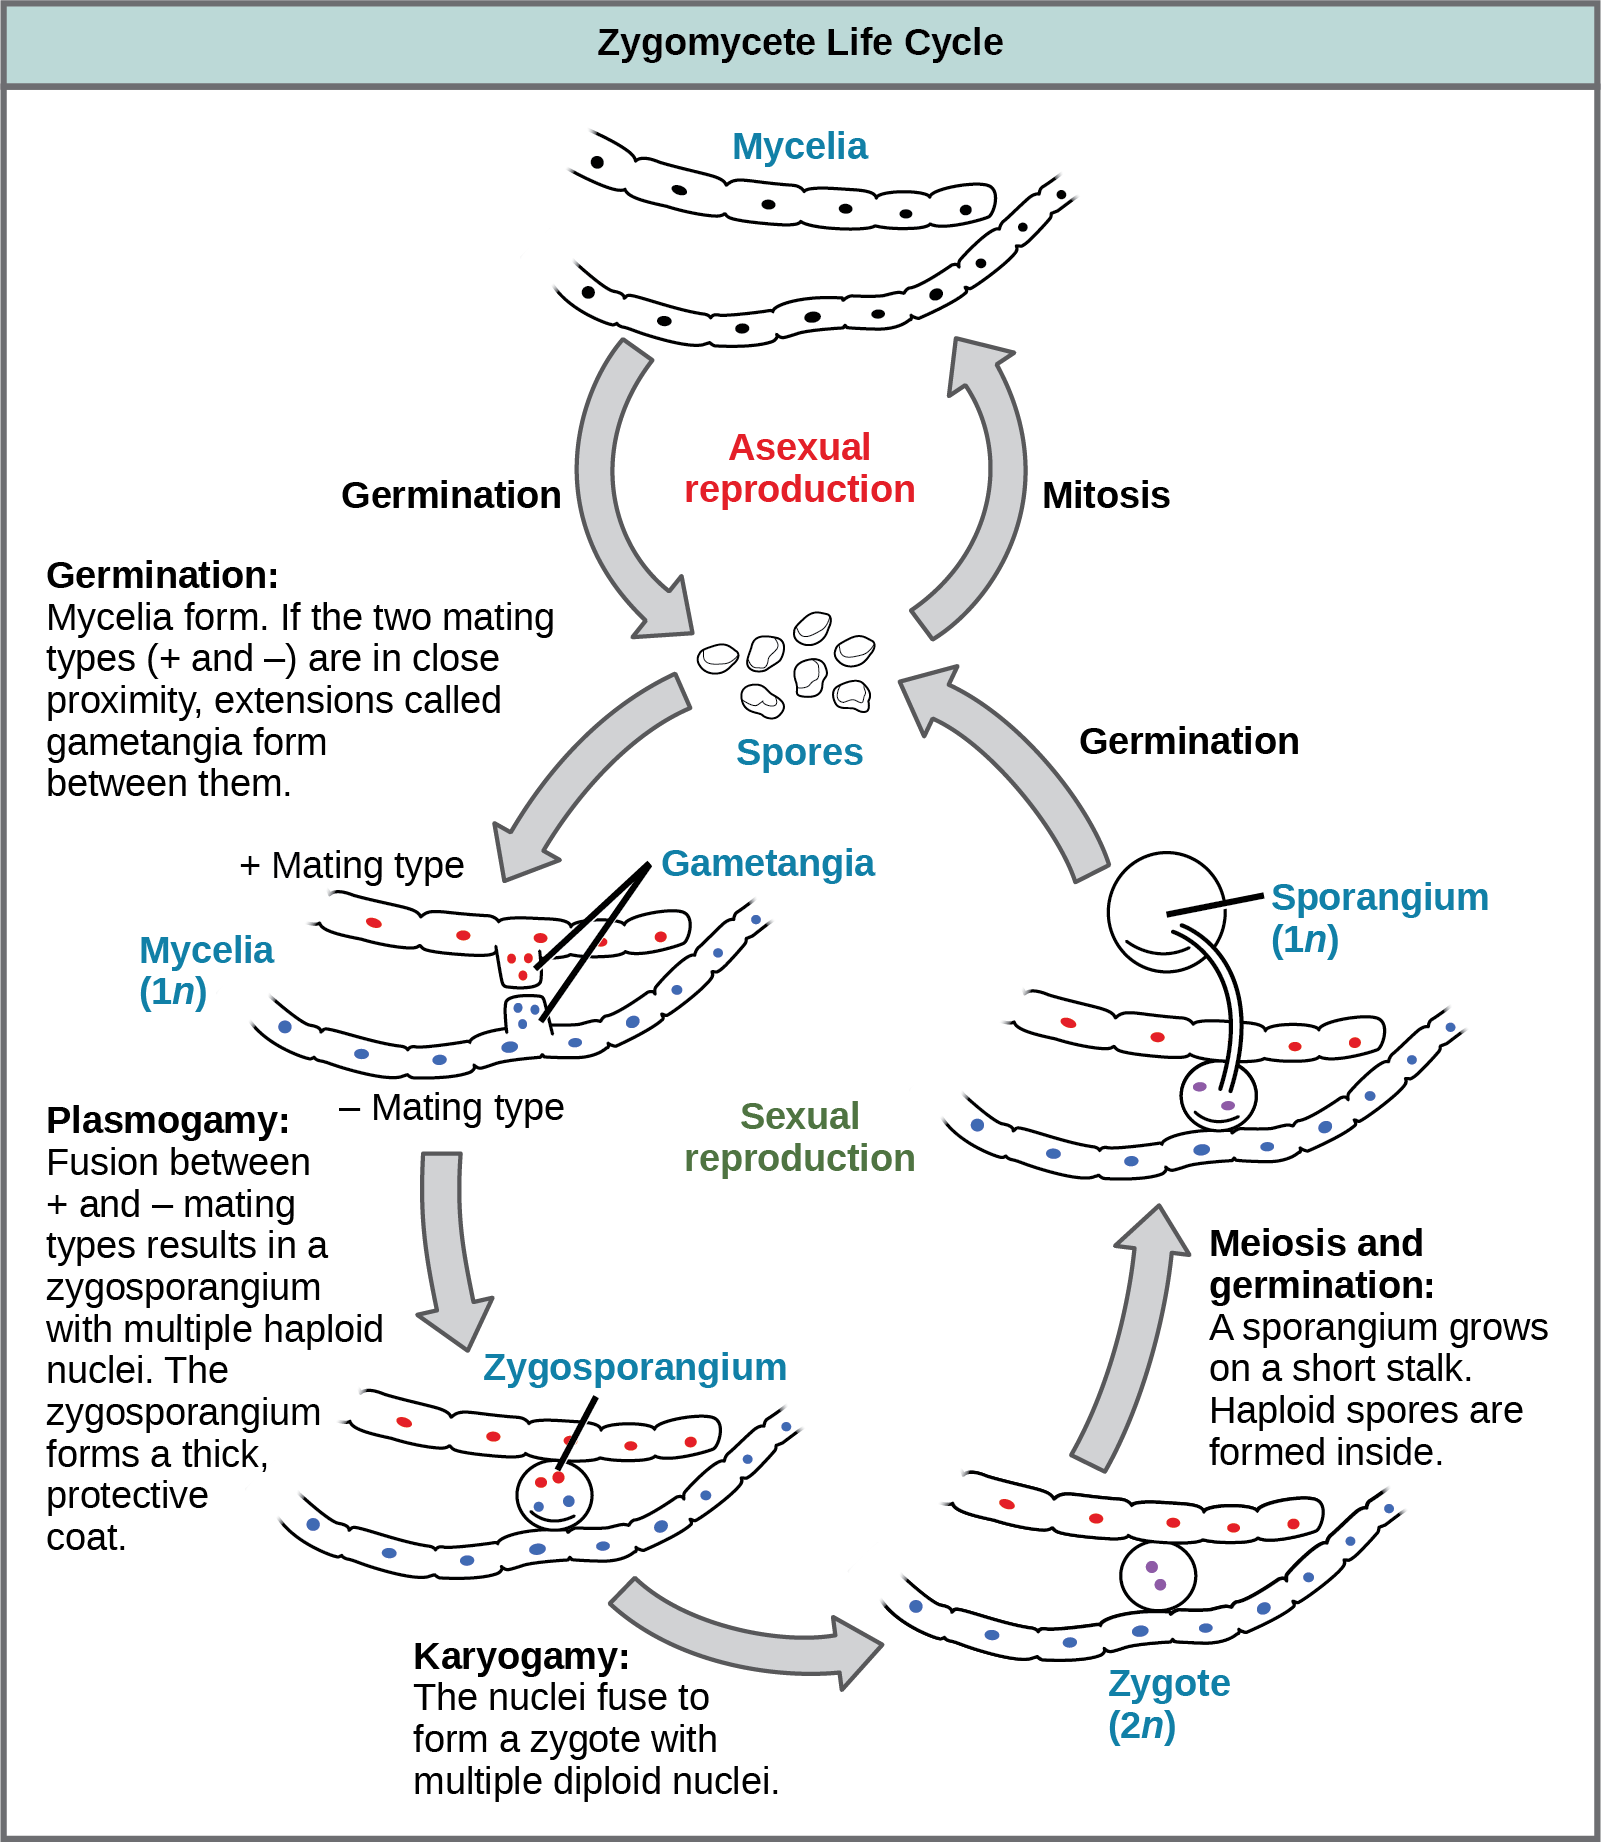 Zygomycete Life Cycle
Mycelia
Asexual
reproduction
Germination
Mitosis
Germination:
Mycelia form. If the two mating
types (+ and –) are in close
proximity, extensions called
gametangia form
between them.
Spores
Germination
+ Mating type
Gametangia
Mycelia
(1n)
Sporangium
(1n)
– Mating type
Plasmogamy:
Fusion between
+ and – mating
types results in a
zygosporangium
with multiple haploid
nuclei. The
zygosporangium
forms a thick,
protective
coat.
Sexual
reproduction
Meiosis and
germination:
A sporangium grows
on a short stalk.
Haploid spores are
formed inside.
Zygosporangium
Karyogamy:
The nuclei fuse to
form a zygote with
multiple diploid nuclei.
Zygote
(2n)